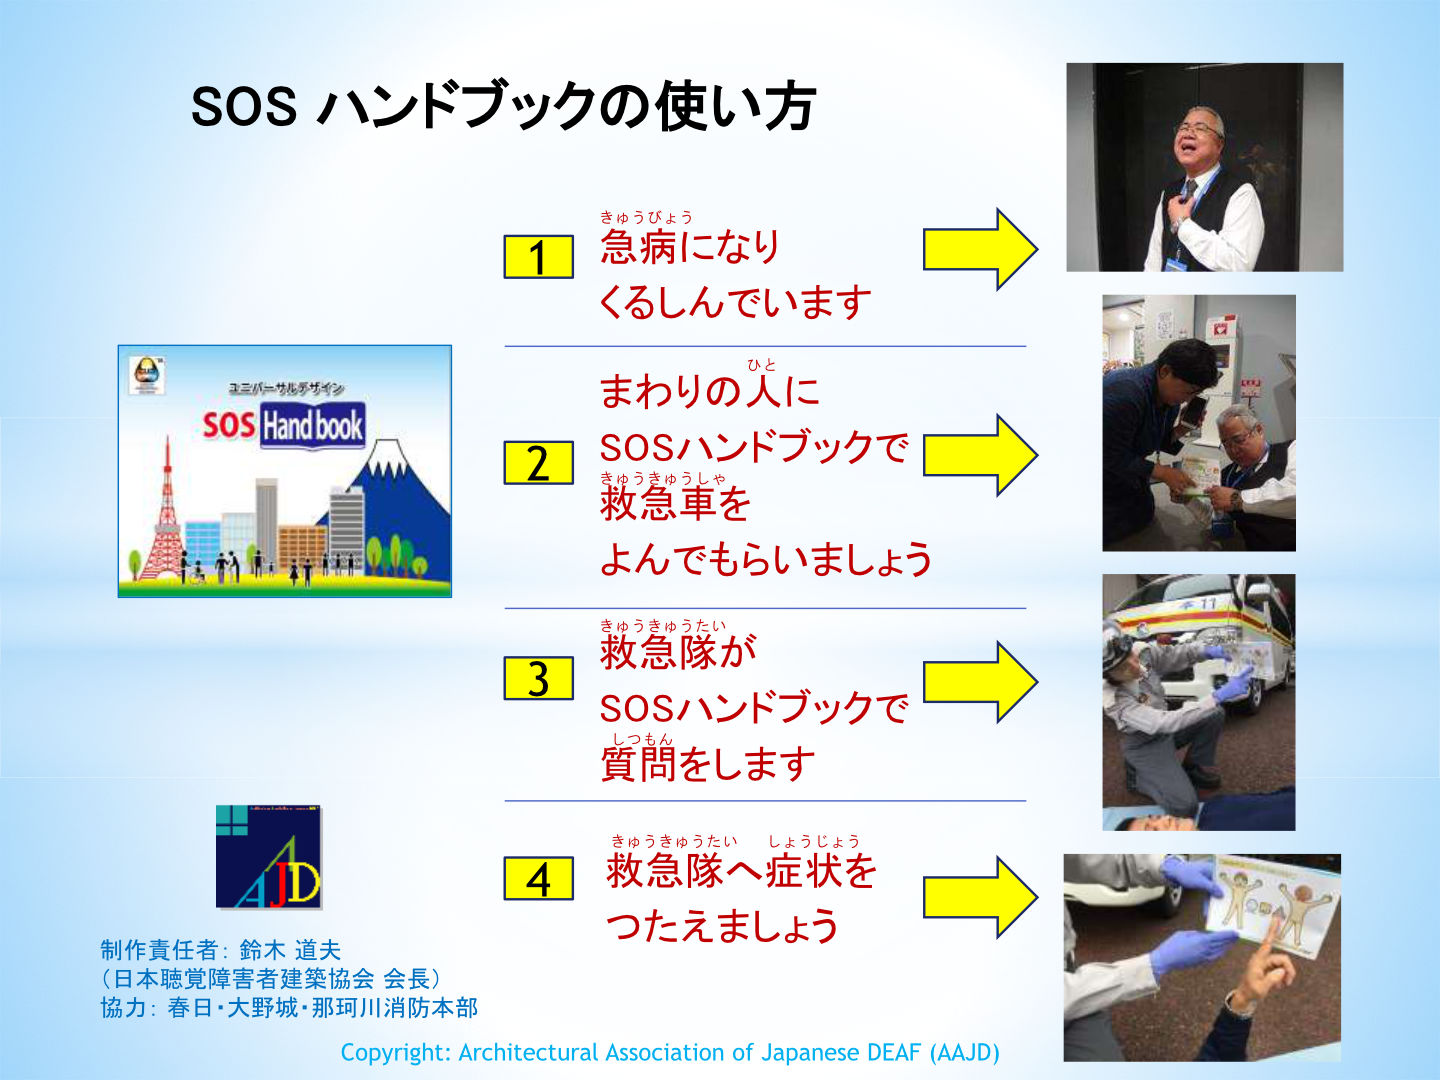 SOS ハンドブックの使い方
1
きゅうびょう
急病になり
くるしんでいます
ユニバーサルデザイン
SOS Hand book
2
ひと
まわりの人に
SOSハンドブックで
きゅうきゅうしゃ
救急車を
よんでもらいましょう
3
きゅうきゅうたい
救急隊が
SOSハンドブックで
しつもん
質問をします
11
4
きゅうきゅうたい しょうじょう
救急隊へ症状を
つたえましょう
AAJD
制作責任者： 鈴木 道夫
（日本聴覚障害者建築協会 会長）
協力： 春日・大野城・那珂川消防本部
Copyright: Architectural Association of Japanese DEAF (AAJD)